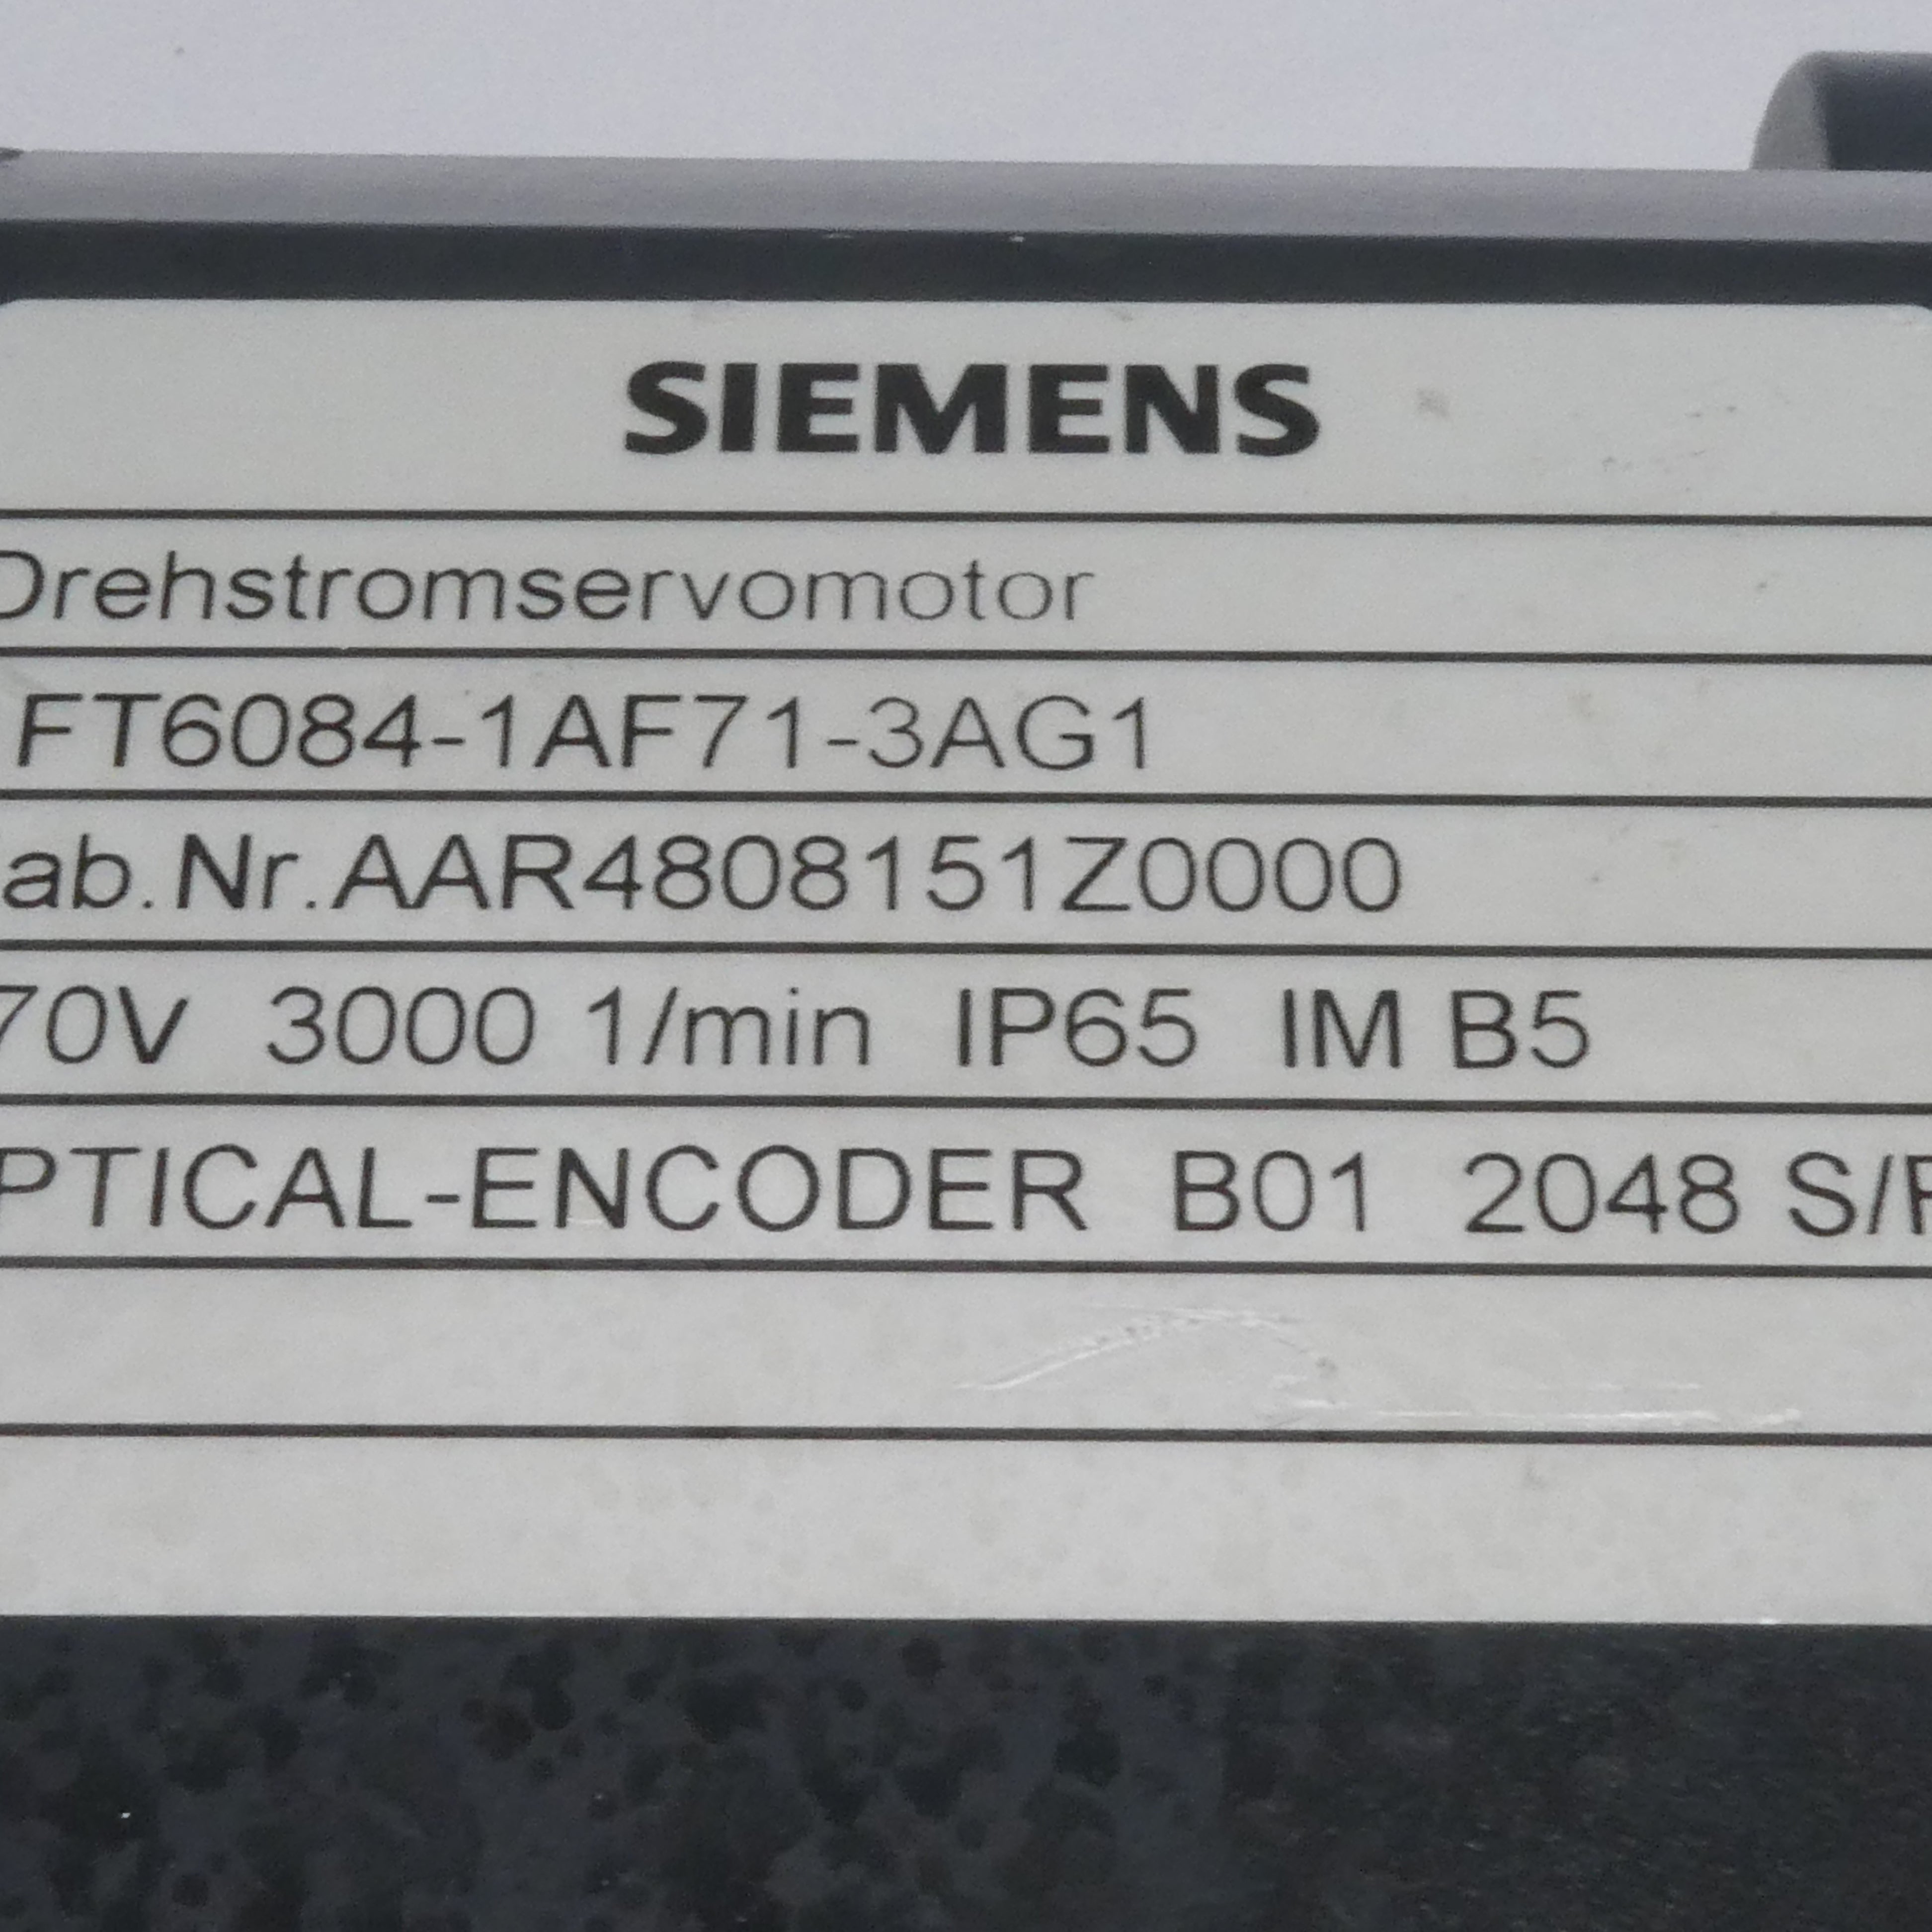 SIEMENS
Drehstromservomotor
FT6084-1AF71-3AG1
ab.Nr.AAR4808151Z0000
70V 3000 1/min IP65 IM B5
PTICAL-ENCODER B01 2048 S/